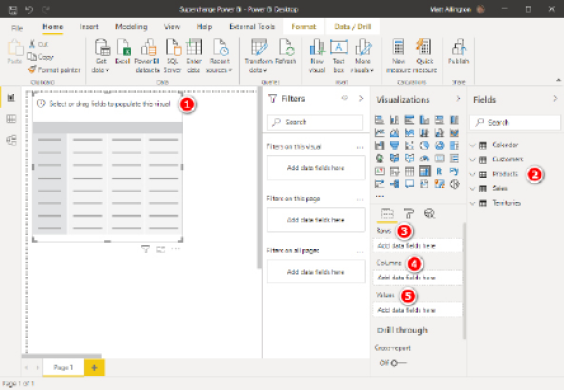 Supercharge Power BI - Power BI Desktop
Matt Allington
File Home Insert Modeling View Help External Tools Format Data / Drill
Paste
Cut
Copy
Format painter
Get data
Excel
Power BI datasets
SQL Server
Enter data
Recent sources
Transform data
Refresh
New visual
Text box
More visuals
New measure
Quick measure
Publish
Clipboard
Data
Queries
Insert
Calculations
Share
Select or drag fields to populate this visual
1
Filters
Search
Filters on this visual
Add data fields here
Filters on this page
Add data fields here
Filters on all pages
Add data fields here
Visualizations
Rows 3
Add data fields here
Columns 4
Add data fields here
Values 5
Add data fields here
Drill through
Cross-report
Off
Fields
Search
Calendar
Customers
Products 2
Sales
Territories
Page 1
Page 1 of 1